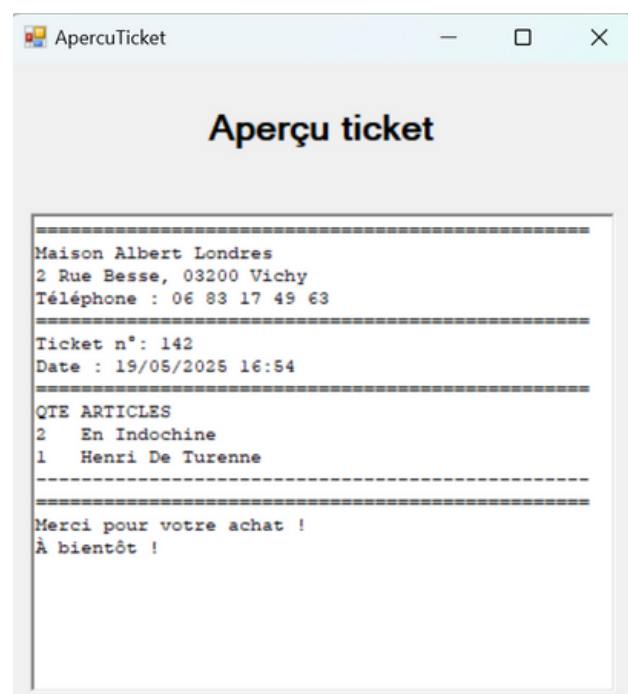 ApercuTicket
Aperçu ticket
=================================================
Maison Albert Londres
2 Rue Besse, 03200 Vichy
Téléphone : 06 83 17 49 63
=================================================
Ticket n°: 142
Date : 19/05/2025 16:54
=================================================
QTE ARTICLES
2   En Indochine
1   Henri De Turenne
-------------------------------------------------
=================================================
Merci pour votre achat !
À bientôt !